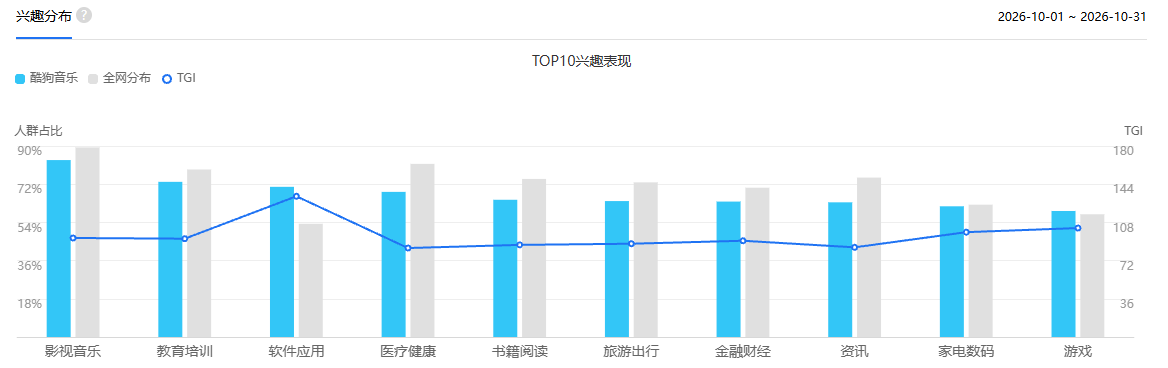 兴趣分布 ? 2026-10-01 ~ 2026-10-31
TOP10兴趣表现
酷狗音乐 全网分布 TGI
人群占比 TGI
90% 180
72% 144
54% 108
36% 72
18% 36
影视音乐 教育培训 软件应用 医疗健康 书籍阅读 旅游出行 金融财经 资讯 家电数码 游戏